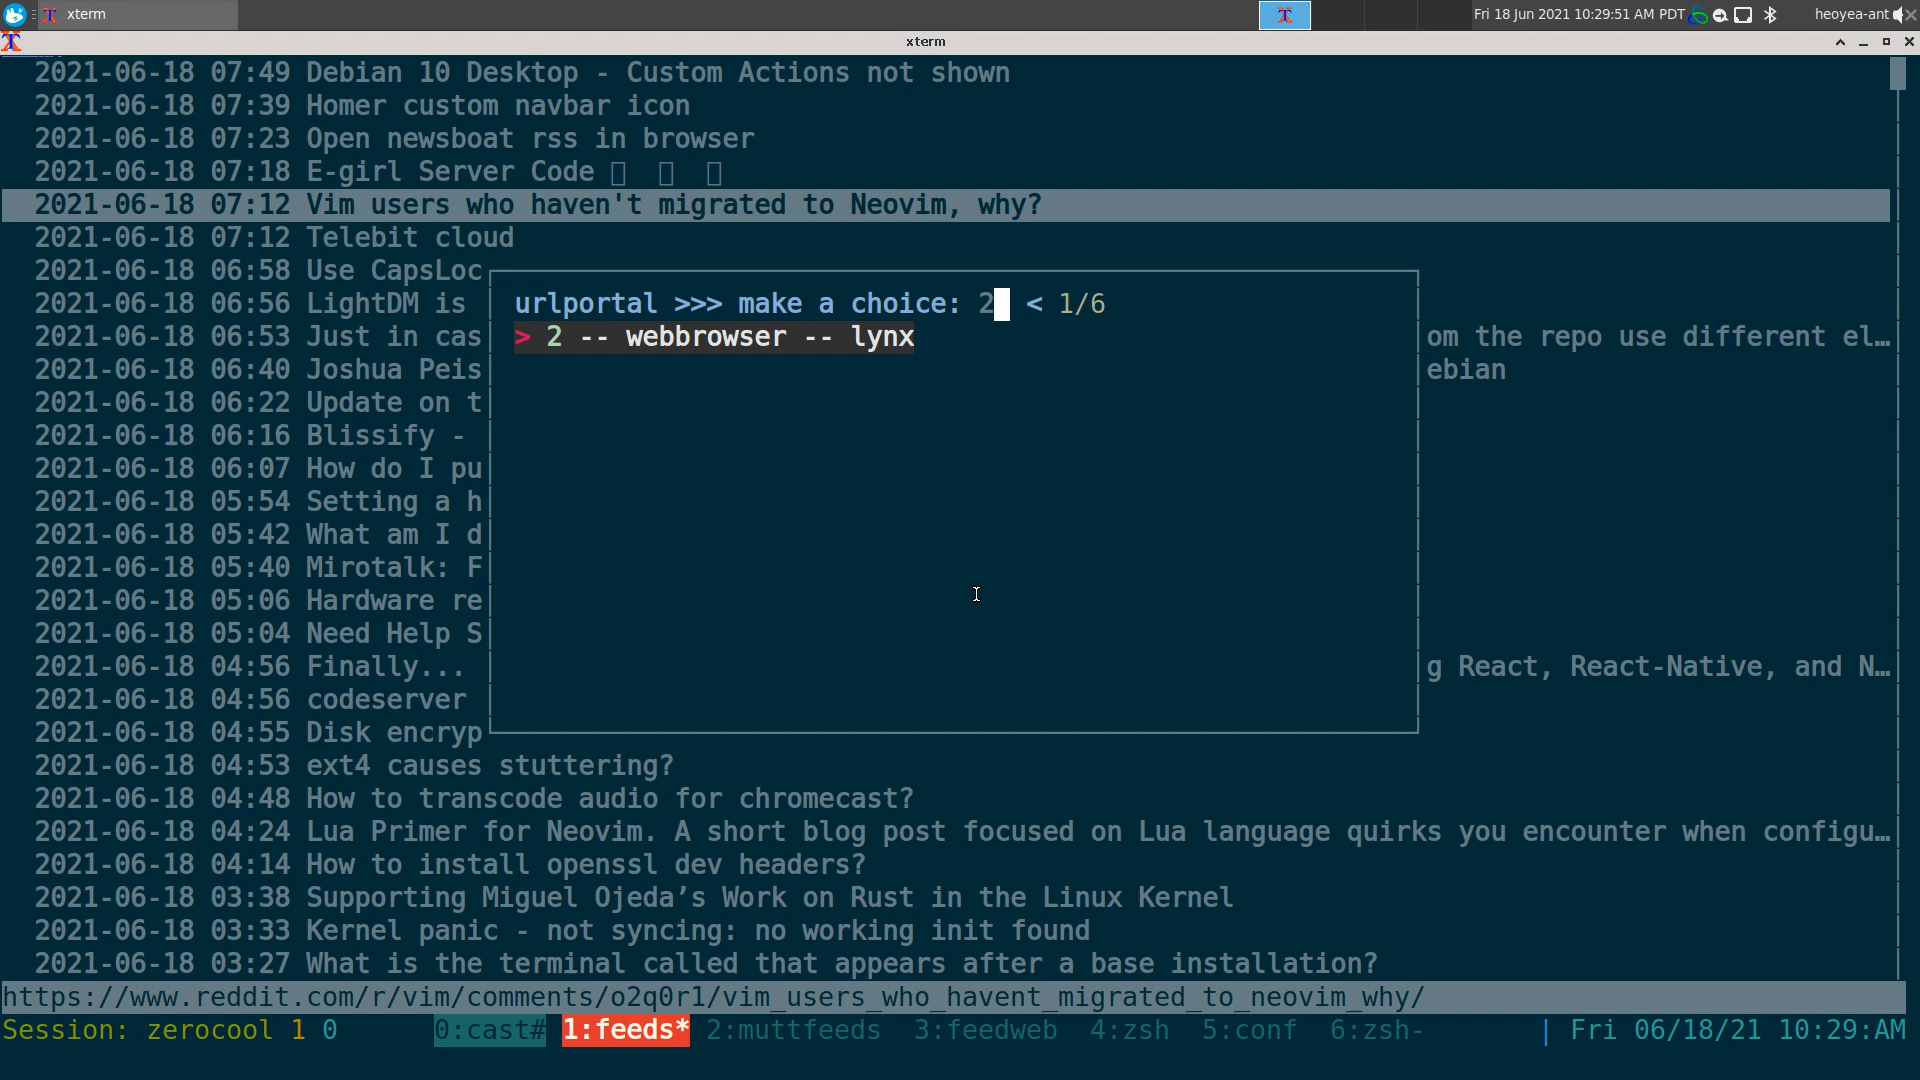 xterm
Fri 18 Jun 2021 10:29:51 AM PDT
heoyea-ant
xterm
2021-06-18 07:49 Debian 10 Desktop - Custom Actions not shown
2021-06-18 07:39 Homer custom navbar icon
2021-06-18 07:23 Open newsboat rss in browser
2021-06-18 07:18 E-girl Server Code
2021-06-18 07:12 Vim users who haven't migrated to Neovim, why?
2021-06-18 07:12 Telebit cloud
2021-06-18 06:58 Use CapsLoc
2021-06-18 06:56 LightDM is
urlportal >>> make a choice: 2 < 1/6
2021-06-18 06:53 Just in cas
> 2 -- webbrowser -- lynx
om the repo use different el…
2021-06-18 06:40 Joshua Peis
ebian
2021-06-18 06:22 Update on t
2021-06-18 06:16 Blissify -
2021-06-18 06:07 How do I pu
2021-06-18 05:54 Setting a h
2021-06-18 05:42 What am I d
2021-06-18 05:40 Mirotalk: F
2021-06-18 05:06 Hardware re
2021-06-18 05:04 Need Help S
2021-06-18 04:56 Finally...
g React, React-Native, and N…
2021-06-18 04:56 codeserver
2021-06-18 04:55 Disk encryp
2021-06-18 04:53 ext4 causes stuttering?
2021-06-18 04:48 How to transcode audio for chromecast?
2021-06-18 04:24 Lua Primer for Neovim. A short blog post focused on Lua language quirks you encounter when configu…
2021-06-18 04:14 How to install openssl dev headers?
2021-06-18 03:38 Supporting Miguel Ojeda’s Work on Rust in the Linux Kernel
2021-06-18 03:33 Kernel panic - not syncing: no working init found
2021-06-18 03:27 What is the terminal called that appears after a base installation?
https://www.reddit.com/r/vim/comments/o2q0r1/vim_users_who_havent_migrated_to_neovim_why/
Session: zerocool 1 0 0:cast# 1:feeds* 2:muttfeeds 3:feedweb 4:zsh 5:conf 6:zsh- | Fri 06/18/21 10:29:AM